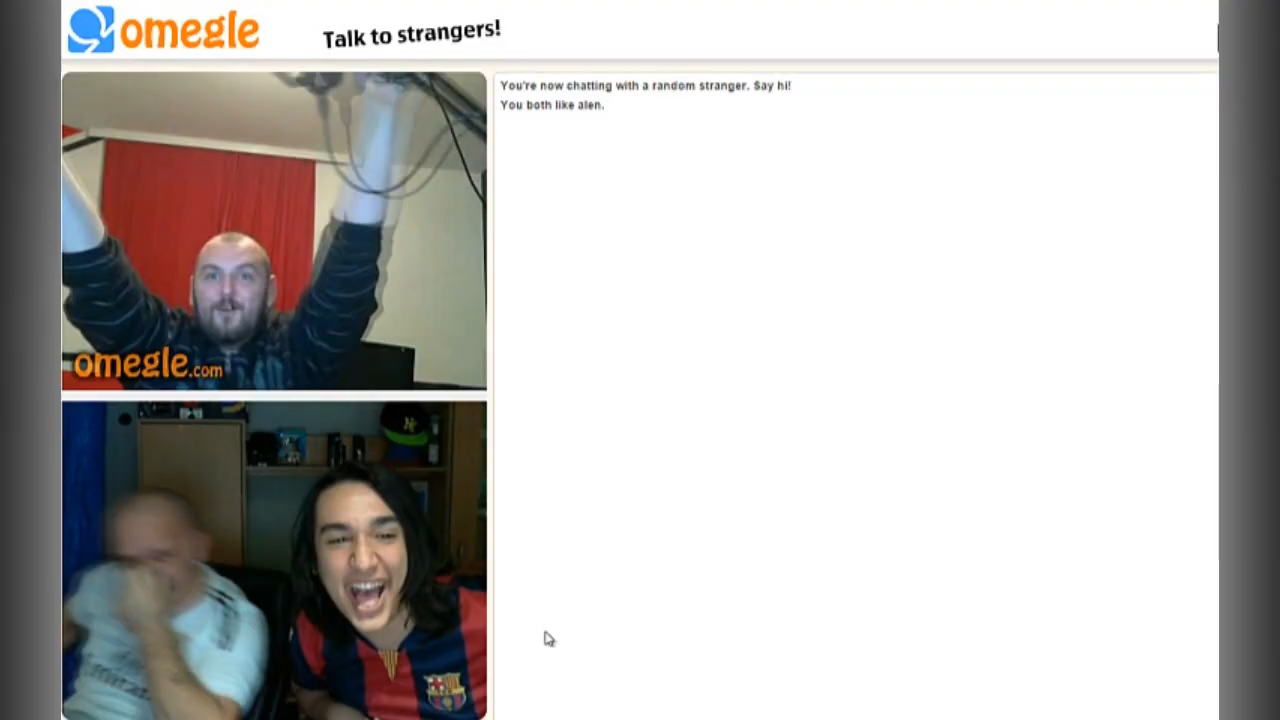 omegle
Talk to strangers!
You're now chatting with a random stranger. Say hi!
You both like alen.
omegle.com